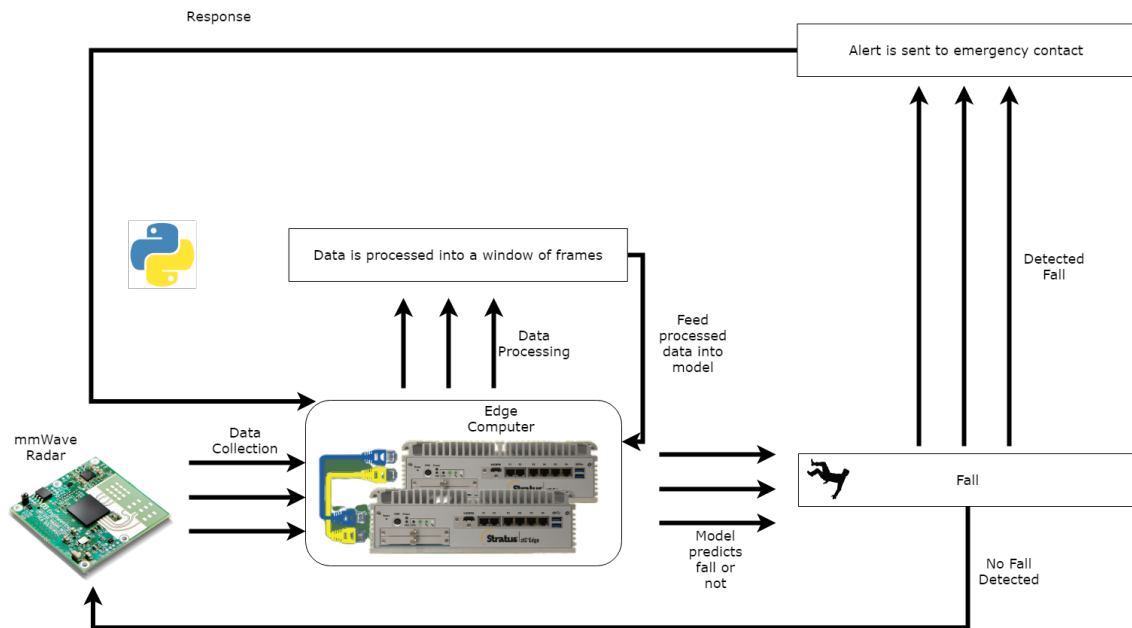 Response
Alert is sent to emergency contact
Data is processed into a window of frames
Detected
Fall
Data
Processing
Feed
processed
data into
model
mmWave
Radar
Data
Collection
Edge
Computer
Stratus
Stratus
Fall
Model
predicts
fall or
not
No Fall
Detected